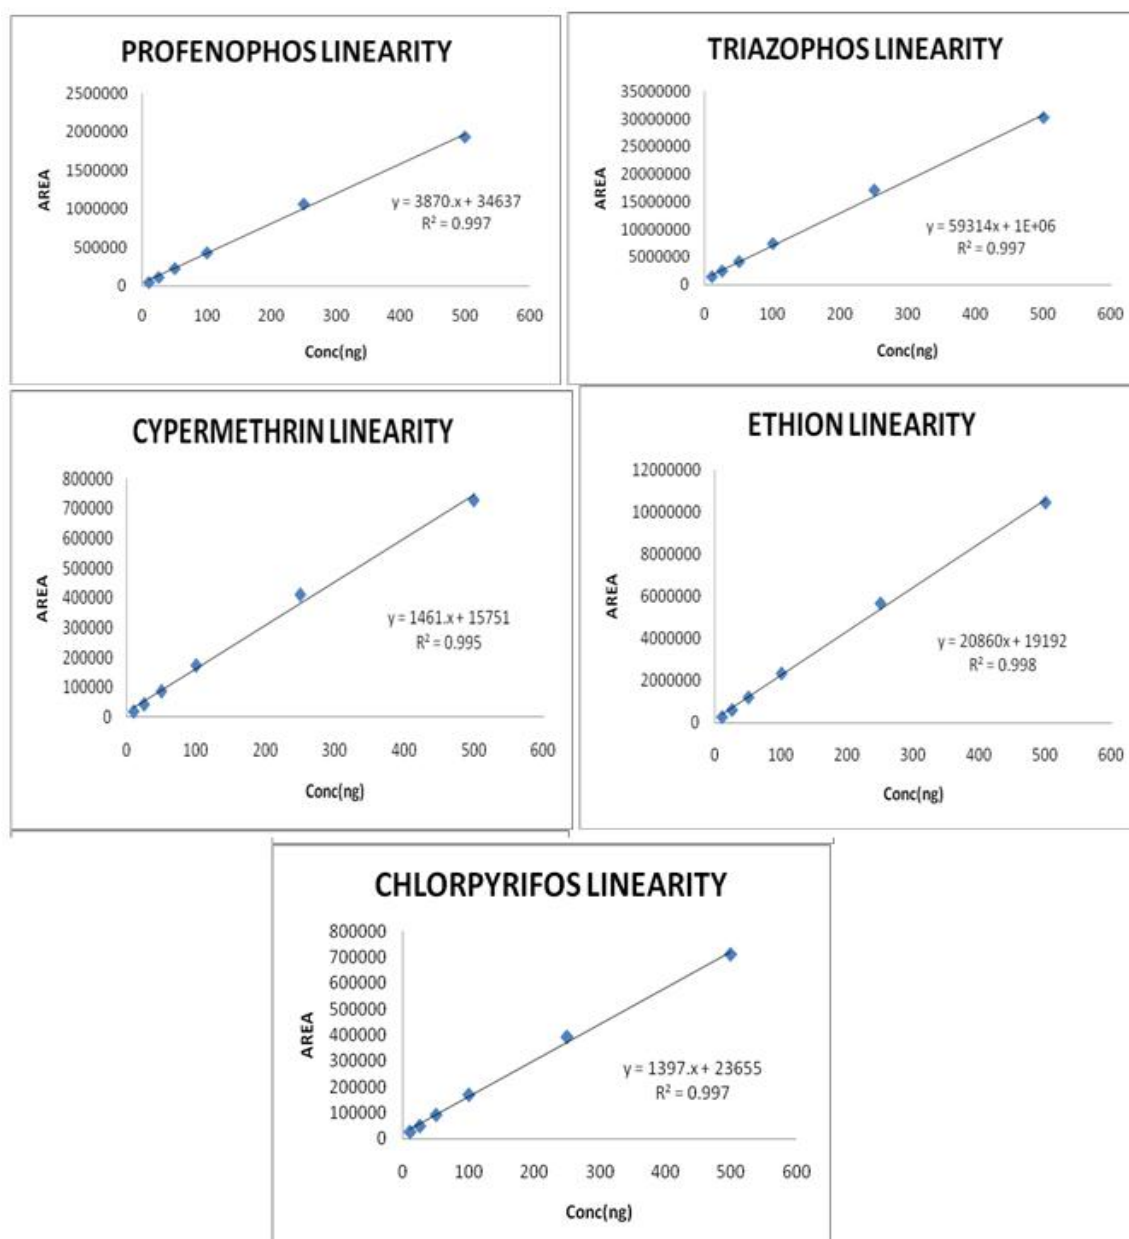 PROFENOPHOS LINEARITY
2500000
2000000
1500000
1000000
500000
0
AREA
y = 3870.x + 34637
R² = 0.997
0 100 200 300 400 500 600
Conc(ng)
TRIAZOPHOS LINEARITY
35000000
30000000
25000000
20000000
15000000
10000000
5000000
0
AREA
y = 59314x + 1E+06
R² = 0.997
0 100 200 300 400 500 600
Conc(ng)
CYPERMETHRIN LINEARITY
800000
700000
600000
500000
400000
300000
200000
100000
0
AREA
y = 1461.x + 15751
R² = 0.995
0 100 200 300 400 500 600
Conc(ng)
ETHION LINEARITY
12000000
10000000
8000000
6000000
4000000
2000000
0
AREA
y = 20860x + 19192
R² = 0.998
0 100 200 300 400 500 600
Conc(ng)
CHLORPYRIFOS LINEARITY
800000
700000
600000
500000
400000
300000
200000
100000
0
AREA
y = 1397.x + 23655
R² = 0.997
0 100 200 300 400 500 600
Conc(ng)